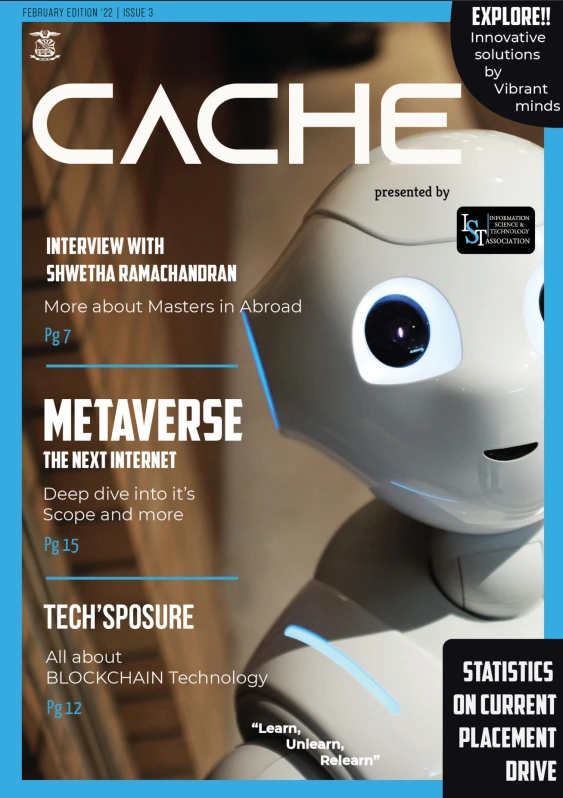 FEBRUARY EDITION '22 | ISSUE 3
EXPLORE!!
Innovative
solutions
by
Vibrant
minds
CACHE
presented by
IST
INFORMATION
SCIENCE &
TECHNOLOGY
ASSOCIATION
INTERVIEW WITH
SHWETHA RAMACHANDRAN
More about Masters in Abroad
Pg 7
METAVERSE
THE NEXT INTERNET
Deep dive into it's
Scope and more
Pg 15
TECH'SPOSURE
All about
BLOCKCHAIN Technology
Pg 12
"Learn,
Unlearn,
Relearn"
STATISTICS
ON CURRENT
PLACEMENT
DRIVE